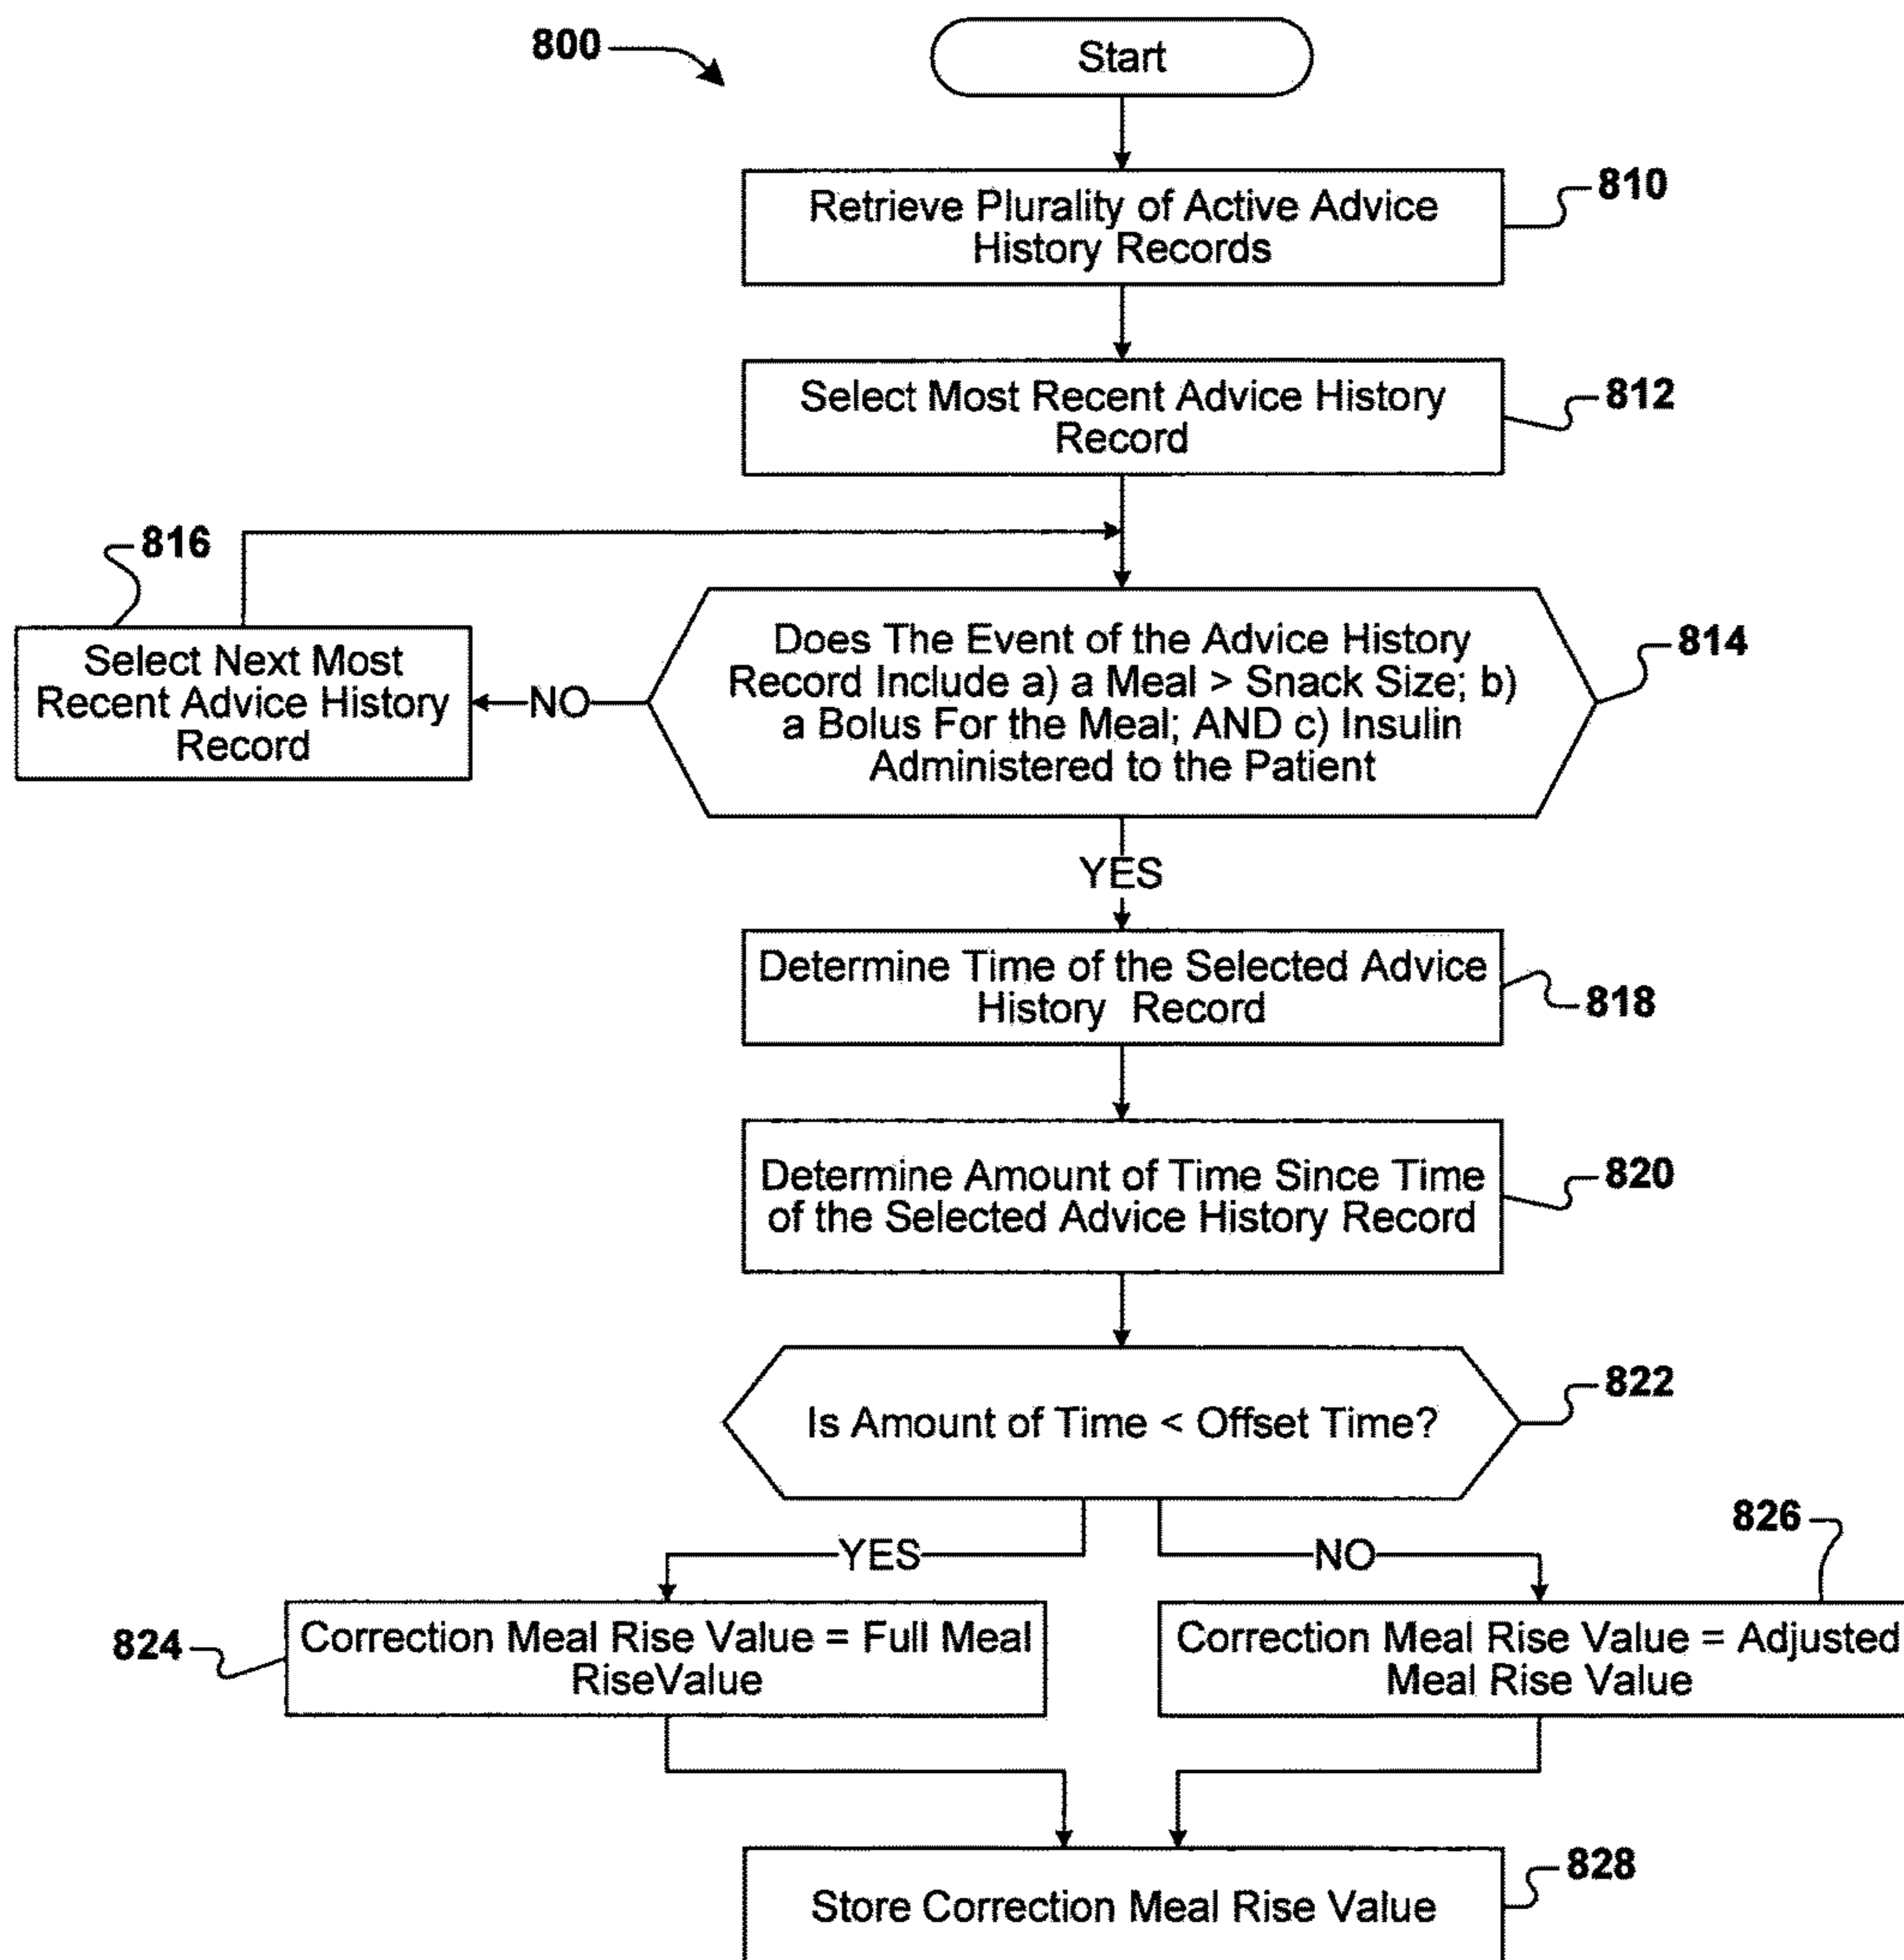 800
Start
Retrieve Plurality of Active Advice
History Records
810
Select Most Recent Advice History
Record
812
816
Select Next Most
Recent Advice History
Record
NO
Does The Event of the Advice History
Record Include a) a Meal > Snack Size; b)
a Bolus For the Meal; AND c) Insulin
Administered to the Patient
814
YES
Determine Time of the Selected Advice
History Record
818
Determine Amount of Time Since Time
of the Selected Advice History Record
820
Is Amount of Time < Offset Time?
822
YES
NO
826
824
Correction Meal Rise Value = Full Meal
RiseValue
Correction Meal Rise Value = Adjusted
Meal Rise Value
Store Correction Meal Rise Value
828